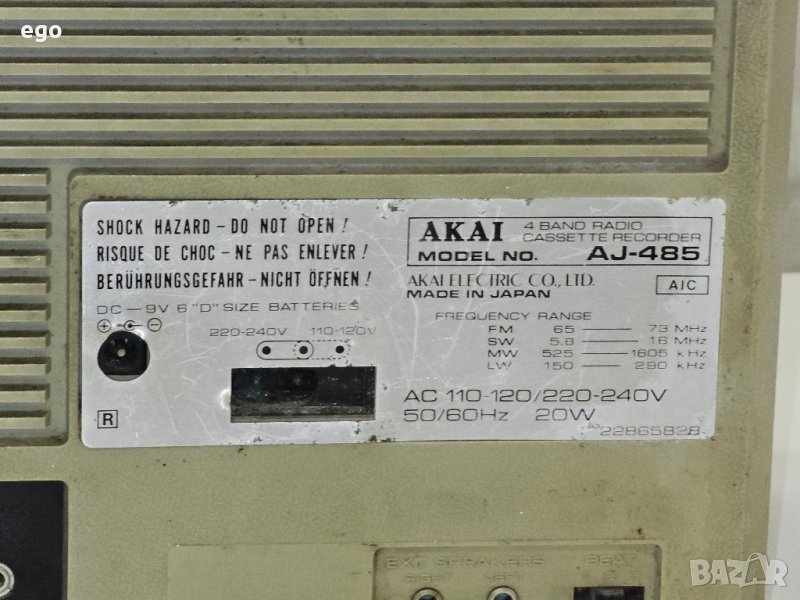 ego
SHOCK HAZARD – DO NOT OPEN !
RISQUE DE CHOC – NE PAS ENLEVER !
BERÜHRUNGSGEFAHR – NICHT ÖFFNEN !
DC – 9V 6 "D" SIZE BATTERIES
220-240V 110-120V
R
AKAI 4 BAND RADIO
CASSETTE RECORDER
MODEL NO. AJ-485
AKAI ELECTRIC CO., LTD.
MADE IN JAPAN
AIC
FREQUENCY RANGE
FM 65 — 73 MHz
SW 5.8 — 16 MHz
MW 525 — 1605 kHz
LW 150 — 290 kHz
AC 110-120/220-240V
50/60Hz 20W
22865828
EXT SPEAKERS
RIGHT LEFT
BEAT
BAZAR